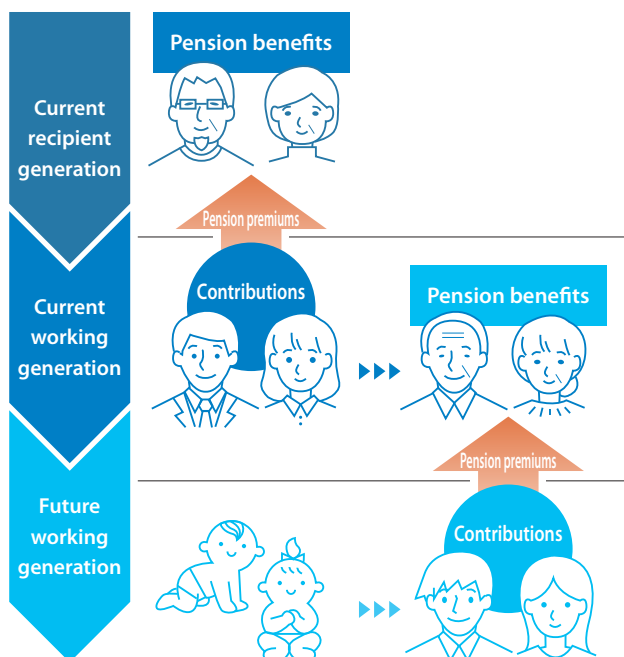 Pension benefits
Current
recipient
generation
Pension premiums
Contributions
Current
working
generation
Pension benefits
Pension premiums
Future
working
generation
Contributions